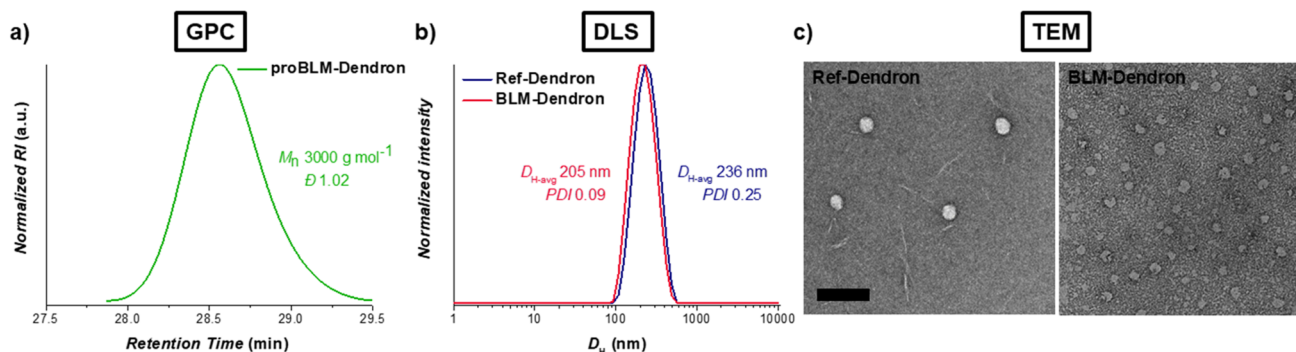 a)
GPC
proBLM-Dendron
Mn 3000 g mol-1
Đ 1.02
Normalized RI (a.u.)
27.5 28.0 28.5 29.0 29.5
Retention Time (min)
b)
DLS
Ref-Dendron
BLM-Dendron
DH-avg 205 nm
PDI 0.09
DH-avg 236 nm
PDI 0.25
Normalized intensity
1 10 100 1000 10000
DH (nm)
c)
TEM
Ref-Dendron
BLM-Dendron